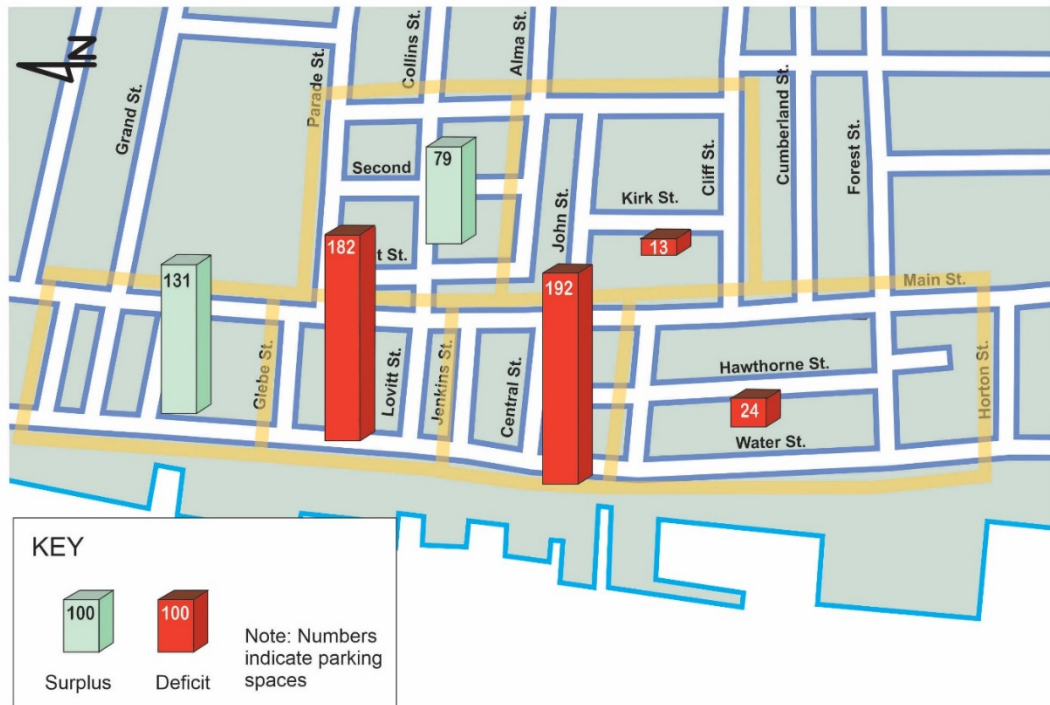 N
Grand St.
Parade St.
Collins St.
Alma St.
Cumberland St.
Forest St.
Second
79
Cliff St.
Kirk St.
John St.
13
182
t St.
131
192
Main St.
Glebe St.
Lovitt St.
Jenkins St.
Central St.
Hawthorne St.
Horton St.
24
Water St.
KEY
100
100
Surplus
Deficit
Note: Numbers
indicate parking
spaces